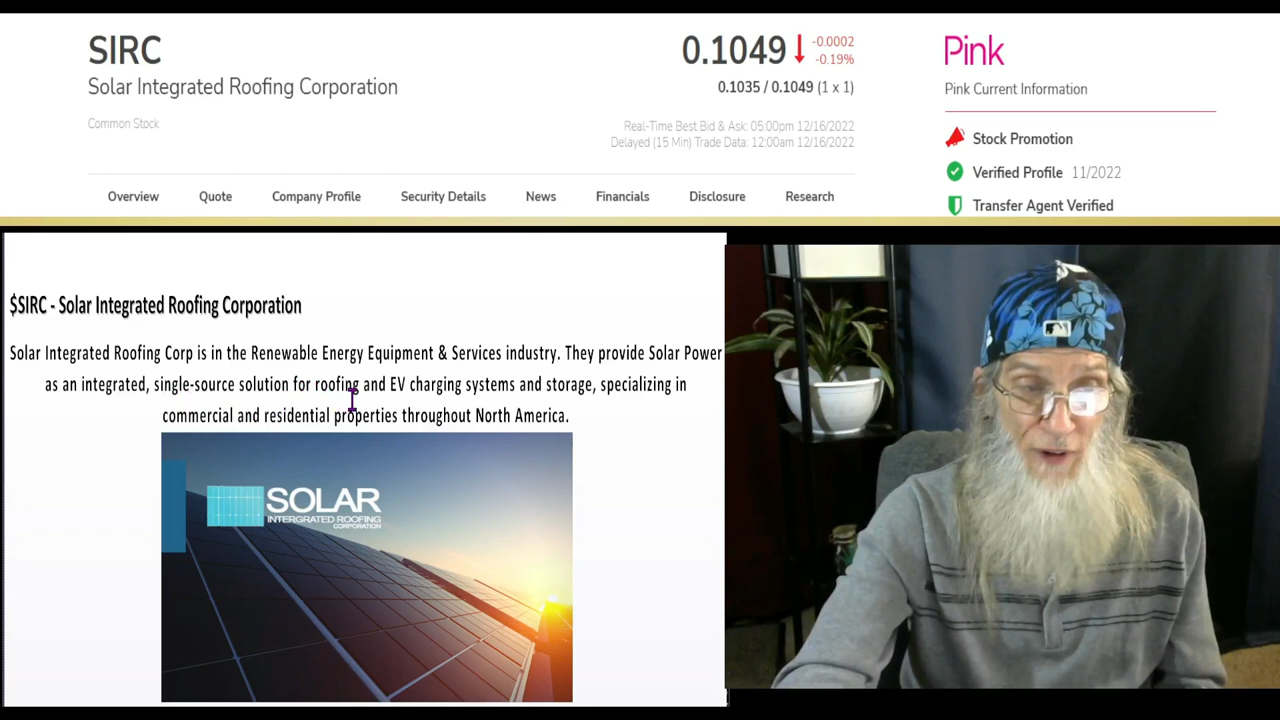 SIRC
Solar Integrated Roofing Corporation
Common Stock
0.1049
-0.0002
-0.19%
0.1035 / 0.1049 (1 x 1)
Real-Time Best Bid & Ask: 05:00pm 12/16/2022
Delayed (15 Min) Trade Data: 12:00am 12/16/2022
Pink
Pink Current Information
Stock Promotion
Verified Profile 11/2022
Transfer Agent Verified
Overview Quote Company Profile Security Details News Financials Disclosure Research
$SIRC - Solar Integrated Roofing Corporation
Solar Integrated Roofing Corp is in the Renewable Energy Equipment & Services industry. They provide Solar Power
as an integrated, single-source solution for roofing and EV charging systems and storage, specializing in
commercial and residential properties throughout North America.
SOLAR
INTERGRATED ROOFING
CORPORATION